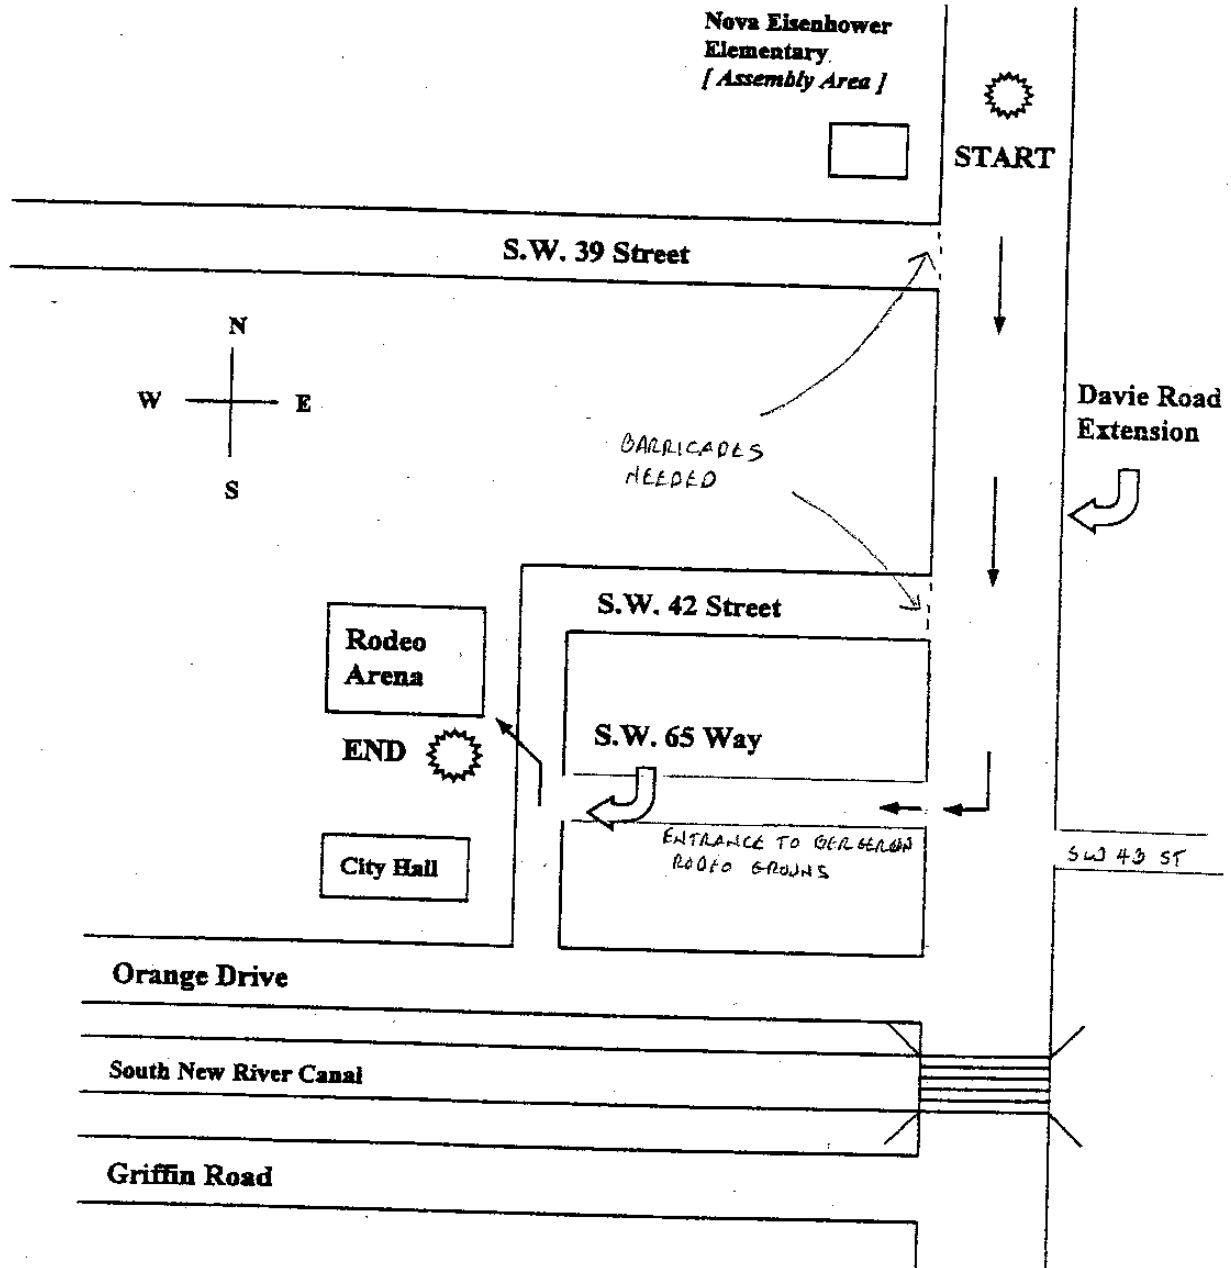 Nova Eisenhower
Elementary
[ Assembly Area ]
START
S.W. 39 Street
N
W
E
S
Davie Road
Extension
BARRICADES
NEEDED
S.W. 42 Street
Rodeo
Arena
END
S.W. 65 Way
ENTRANCE TO BERGERON
RODEO GROUNS
SW 43 ST
City Hall
Orange Drive
South New River Canal
Griffin Road